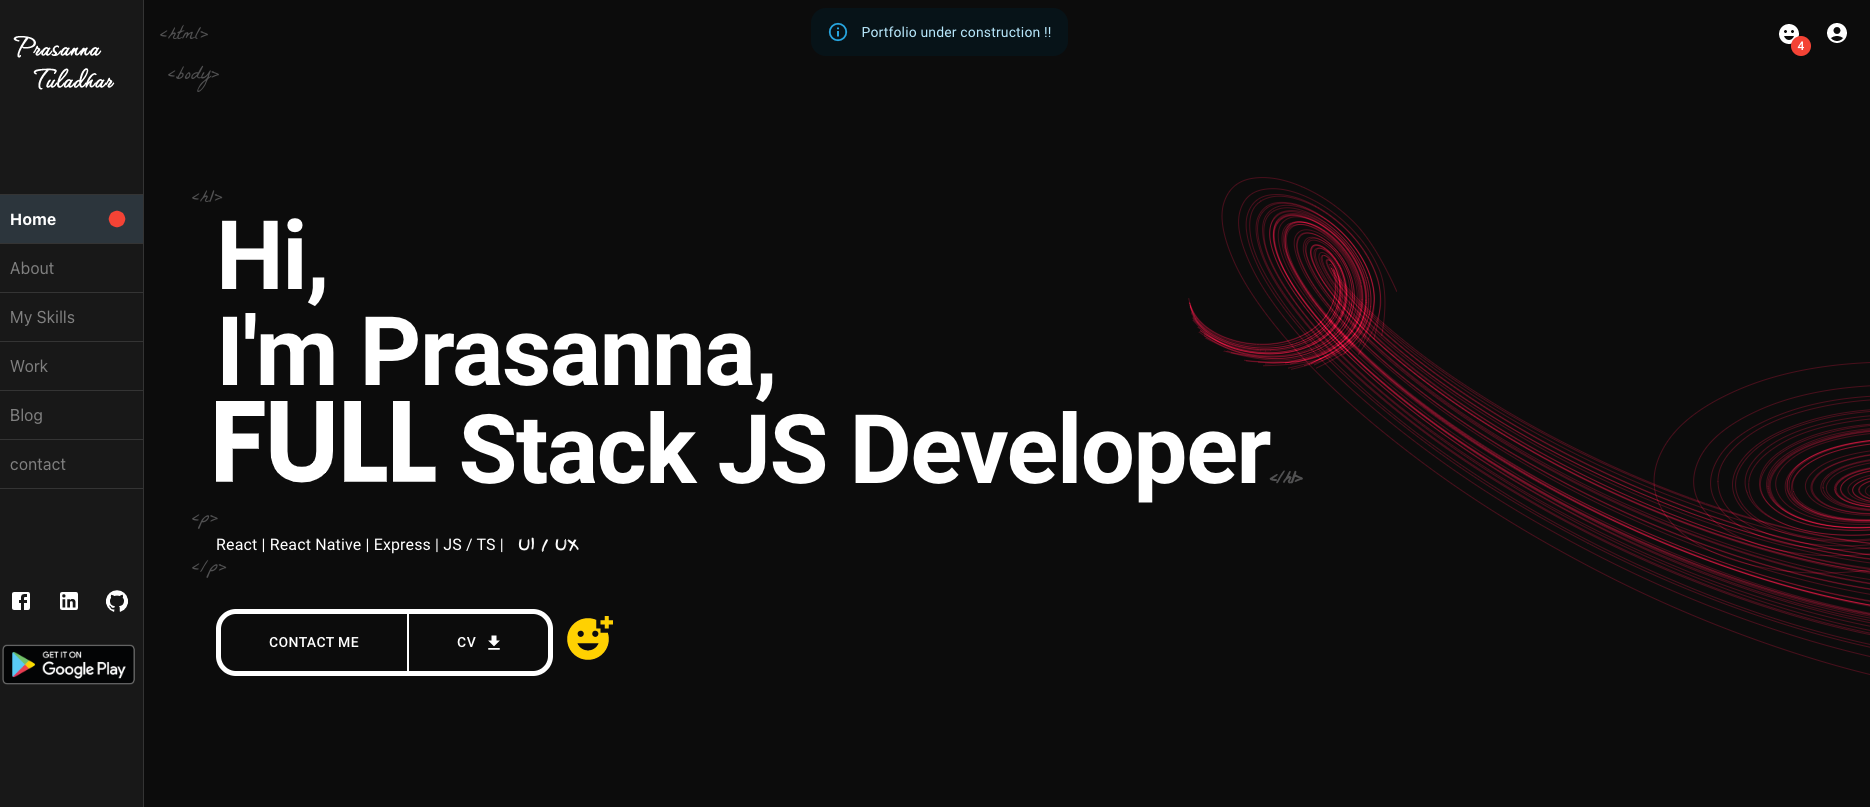 Prasanna
Tuladhar
Home
About
My Skills
Work
Blog
contact
GET IT ON
Google Play
<html>
<body>
Portfolio under construction !!
4
<h1>
Hi,
I'm Prasanna,
FULL Stack JS Developer
</h1>
<p>
React | React Native | Express | JS / TS | UI / UX
</p>
CONTACT ME
CV